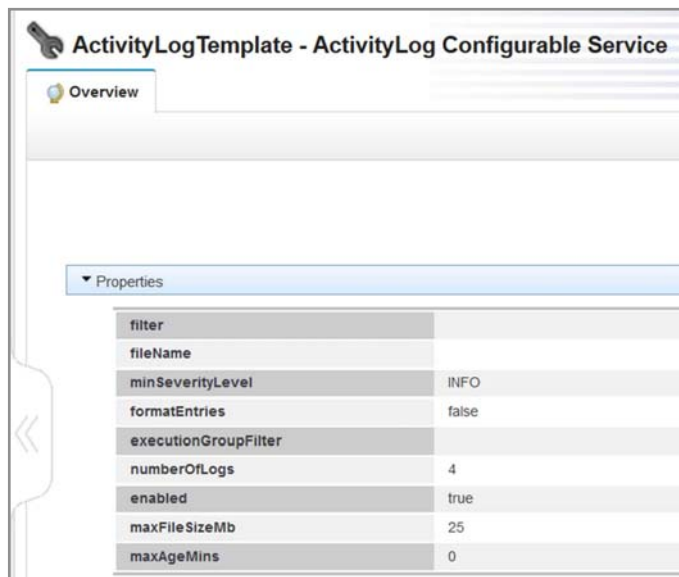 ActivityLogTemplate - ActivityLog Configurable Service
Overview
Properties
filter
fileName
minSeverityLevel INFO
formatEntries false
executionGroupFilter
numberOfLogs 4
enabled true
maxFileSizeMb 25
maxAgeMins 0